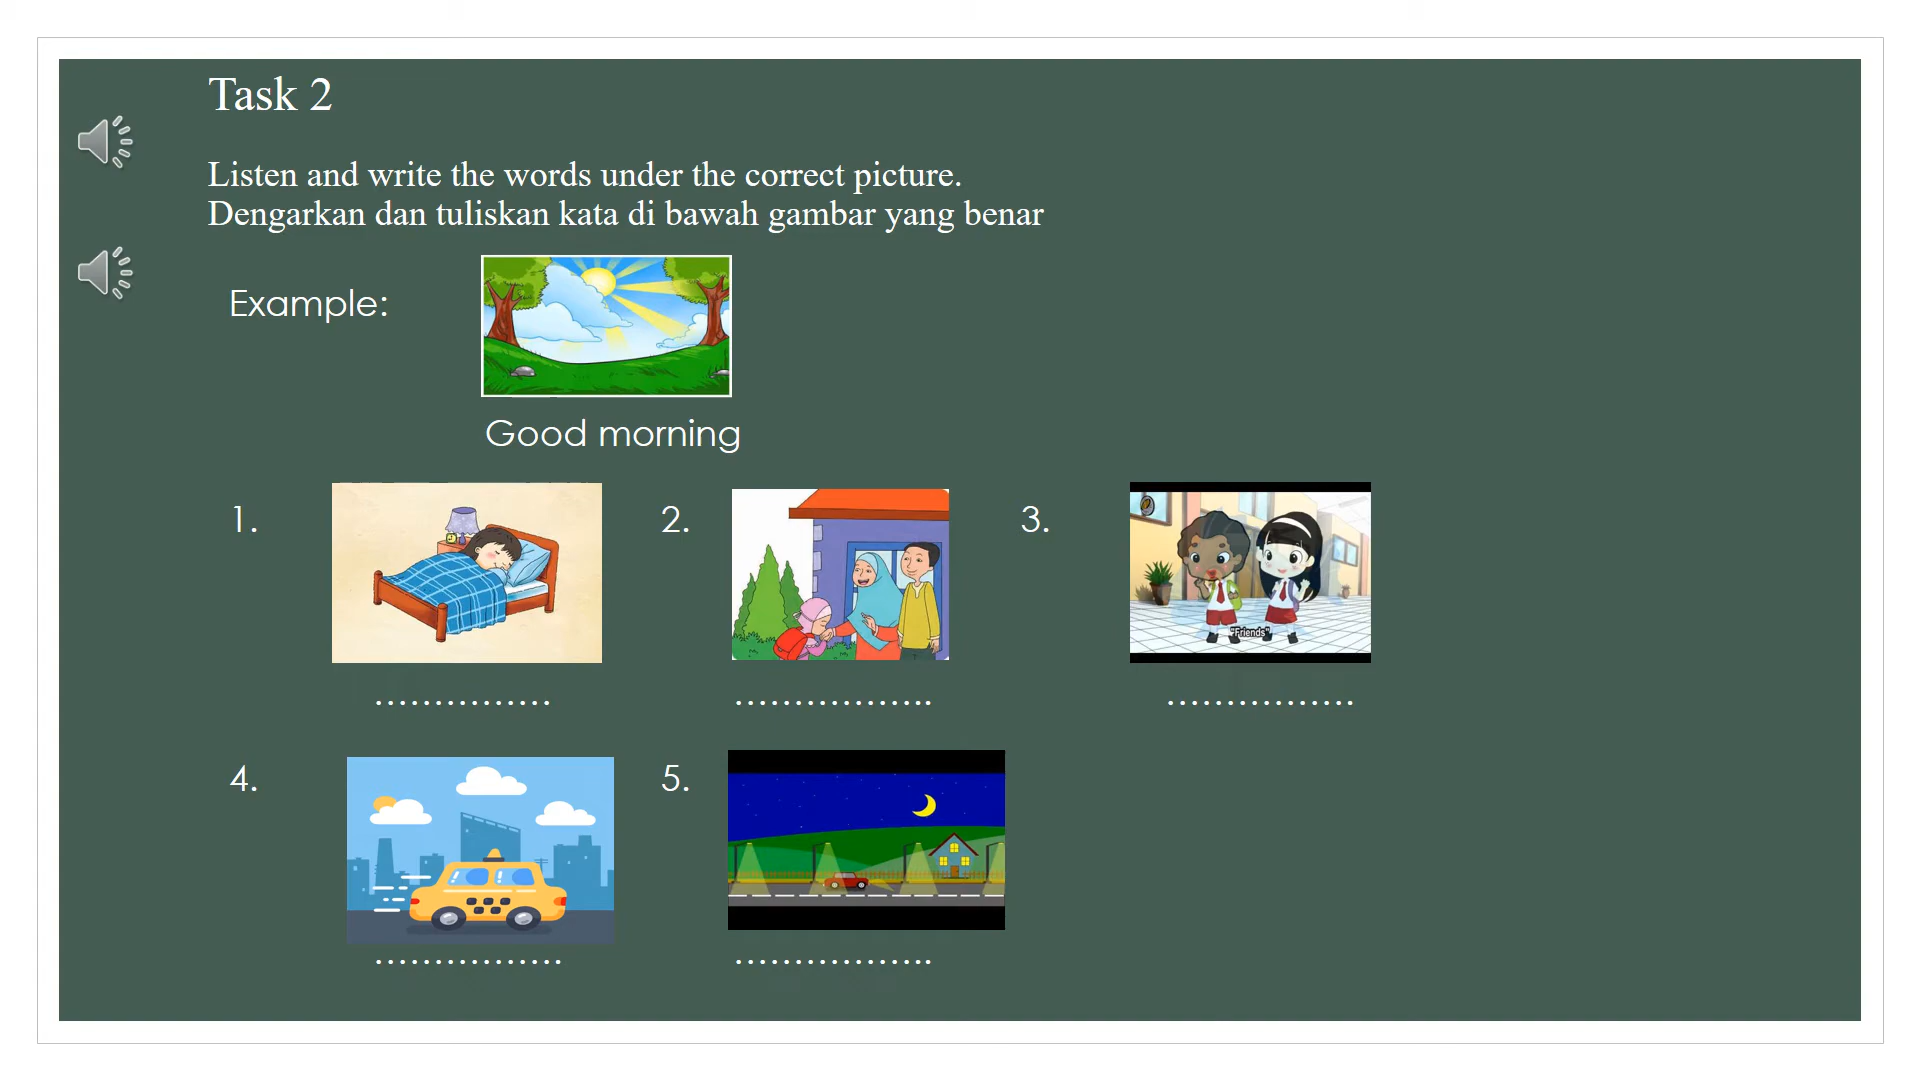 Task 2
Listen and write the words under the correct picture.
Dengarkan dan tuliskan kata di bawah gambar yang benar
Example:
Good morning
1.
2.
3.
"Friends"
...............
.................
................
4.
5.
................
.................